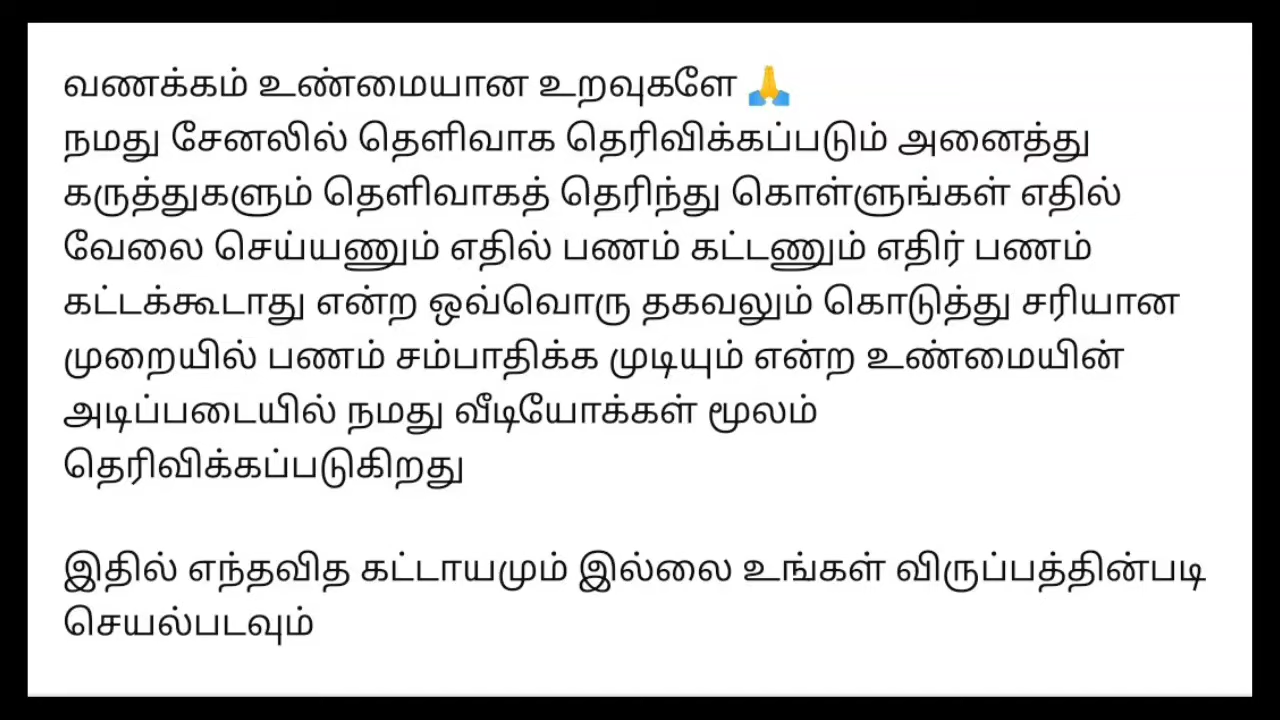 வணக்கம் உண்மையான உறவுகளே 🙏
நமது சேனலில் தெளிவாக தெரிவிக்கப்படும் அனைத்து
கருத்துகளும் தெளிவாகத் தெரிந்து கொள்ளுங்கள் எதில்
வேலை செய்யணும் எதில் பணம் கட்டணும் எதிர் பணம்
கட்டக்கூடாது என்ற ஒவ்வொரு தகவலும் கொடுத்து சரியான
முறையில் பணம் சம்பாதிக்க முடியும் என்ற உண்மையின்
அடிப்படையில் நமது வீடியோக்கள் மூலம்
தெரிவிக்கப்படுகிறது
இதில் எந்தவித கட்டாயமும் இல்லை உங்கள் விருப்பத்தின்படி
செயல்படவும்